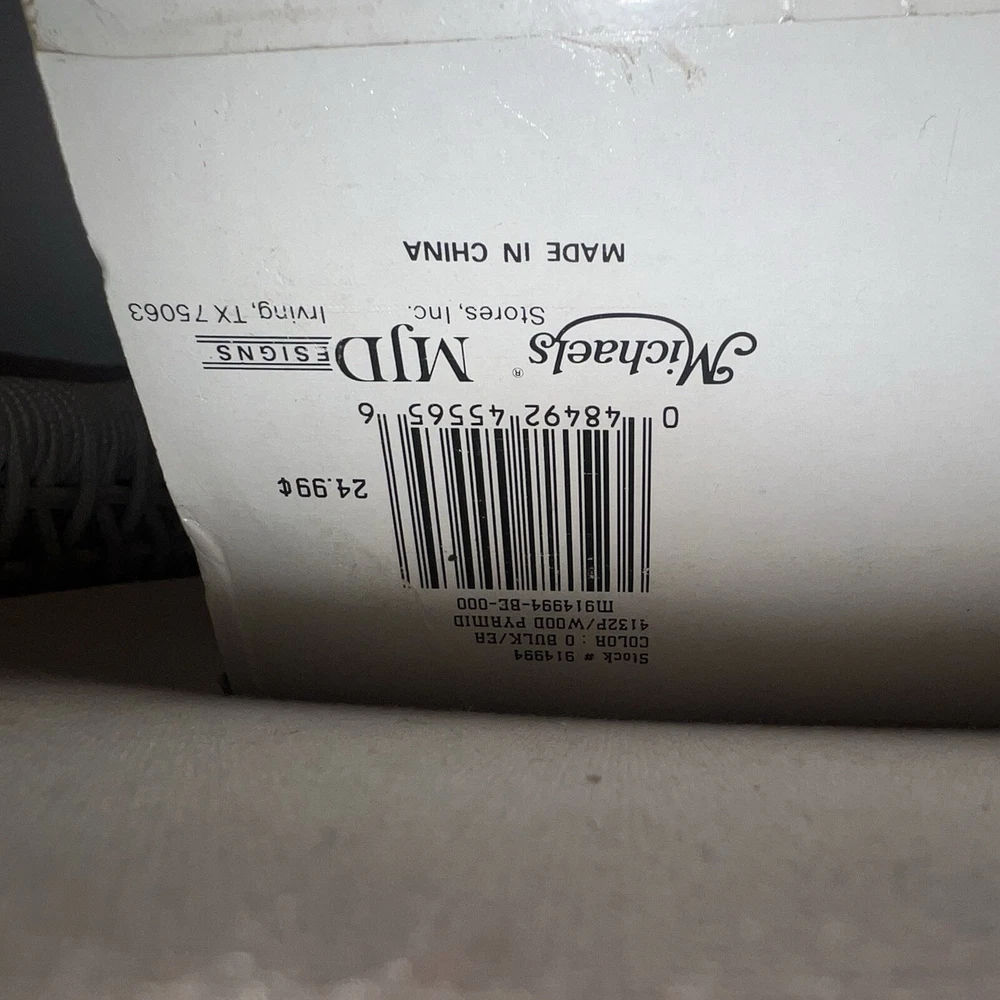 Stock # 914994
COLOR : 0 BULK/EA
4132P/WOOD PYRAMID
M914994-BE-000
24.99¢
0 48492 45565 6
Michaels® MJDESIGNS
Stores, Inc. Irving, TX 75063
MADE IN CHINA